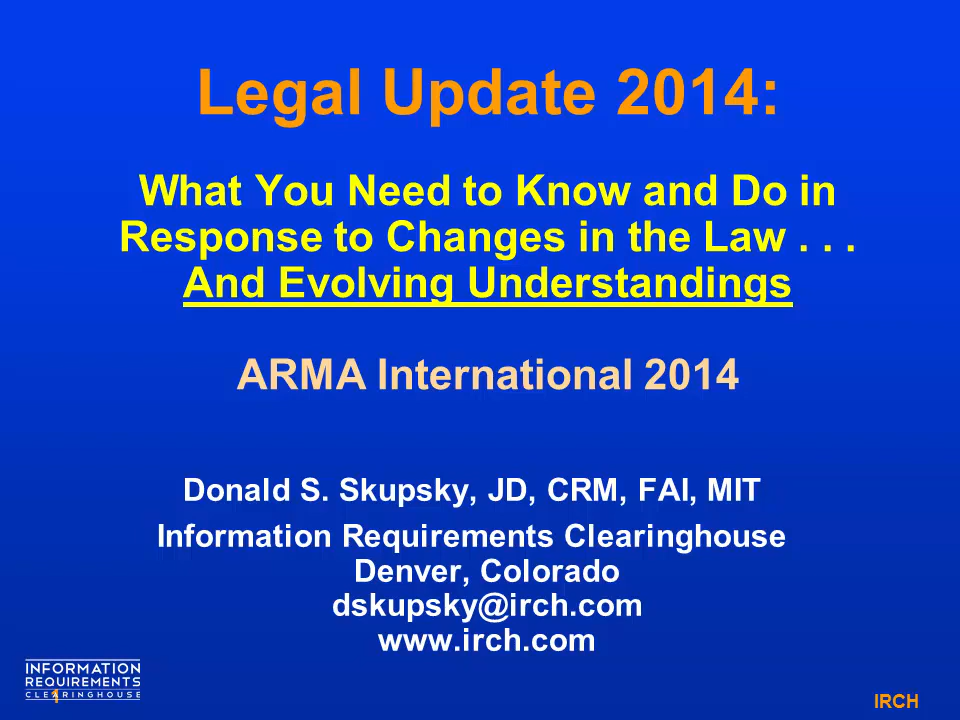 Legal Update 2014:
What You Need to Know and Do in
Response to Changes in the Law . . .
And Evolving Understandings
ARMA International 2014
Donald S. Skupsky, JD, CRM, FAI, MIT
Information Requirements Clearinghouse
Denver, Colorado
dskupsky@irch.com
www.irch.com
INFORMATION
REQUIREMENTS
CLEARINGHOUSE
1
IRCH